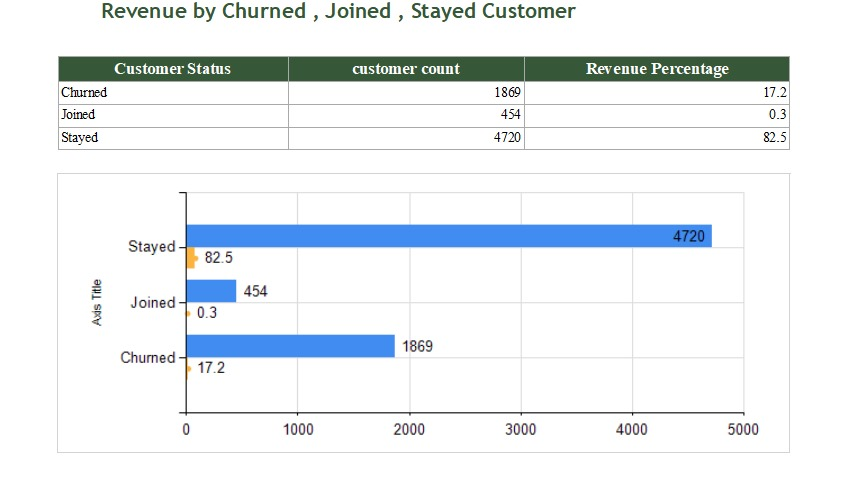 Revenue by Churned , Joined , Stayed Customer
Customer Status customer count Revenue Percentage
Churned 1869 17.2
Joined 454 0.3
Stayed 4720 82.5
4720
Stayed
82.5
454
Joined
0.3
Axis Title
1869
Churned
17.2
0 1000 2000 3000 4000 5000